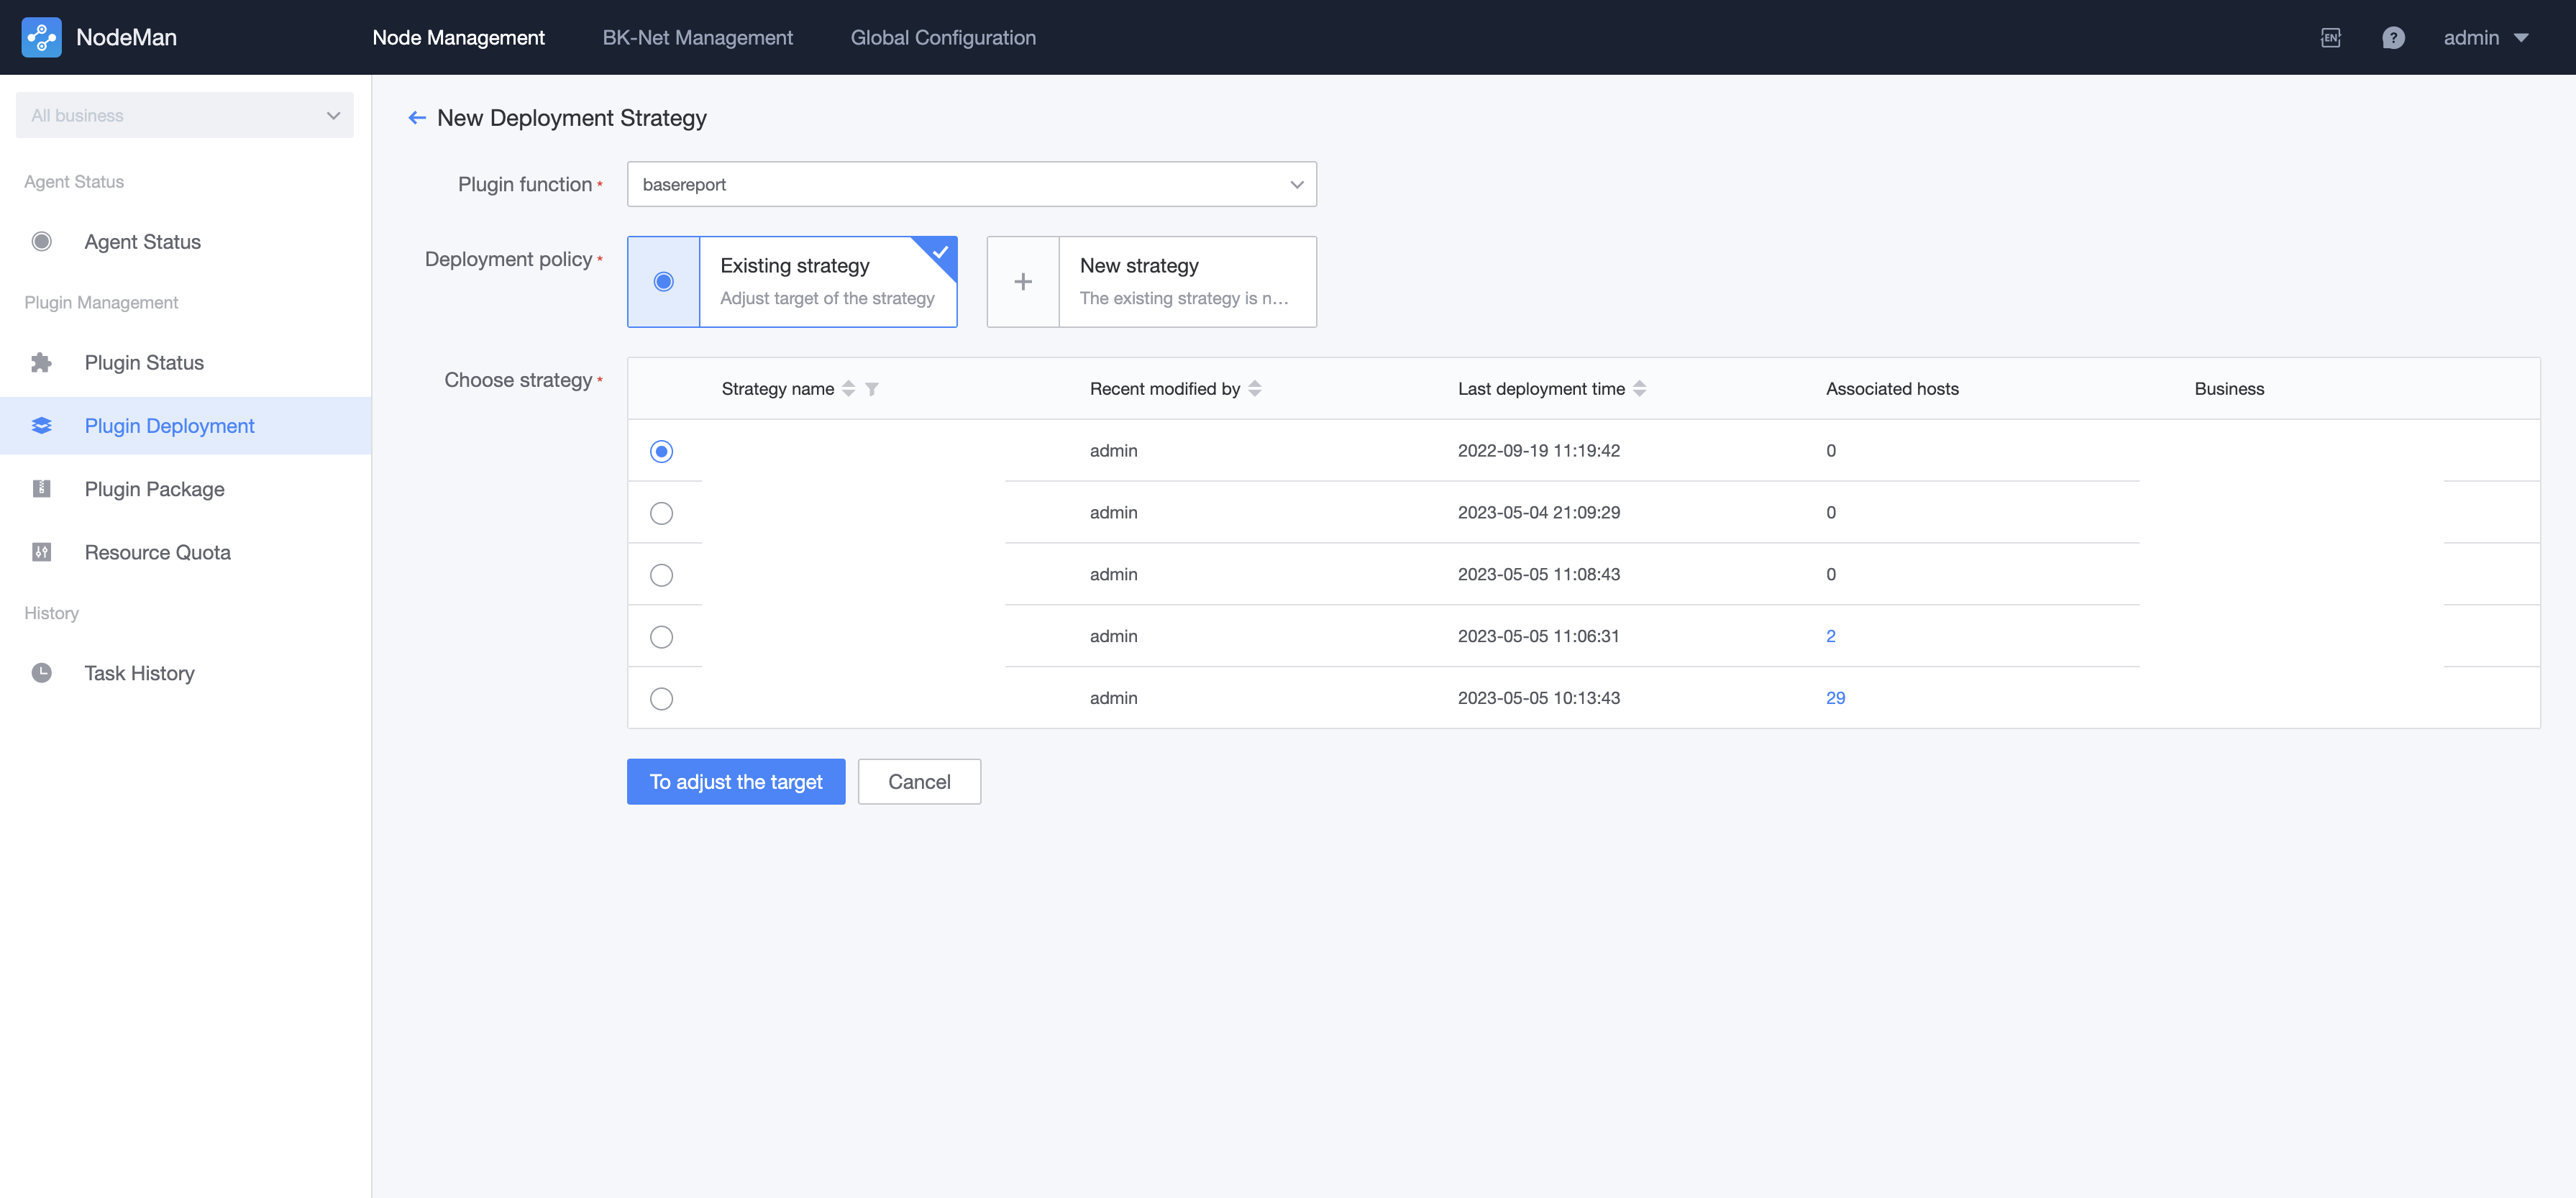 NodeMan
Node Management
BK-Net Management
Global Configuration
EN
?
admin
All business
Agent Status
Agent Status
Plugin Management
Plugin Status
Plugin Deployment
Plugin Package
Resource Quota
History
Task History
New Deployment Strategy
Plugin function *
basereport
Deployment policy *
Existing strategy
Adjust target of the strategy
New strategy
The existing strategy is n...
Choose strategy *
Strategy name Recent modified by Last deployment time Associated hosts Business
admin 2022-09-19 11:19:42 0
admin 2023-05-04 21:09:29 0
admin 2023-05-05 11:08:43 0
admin 2023-05-05 11:06:31 2
admin 2023-05-05 10:13:43 29
To adjust the target
Cancel